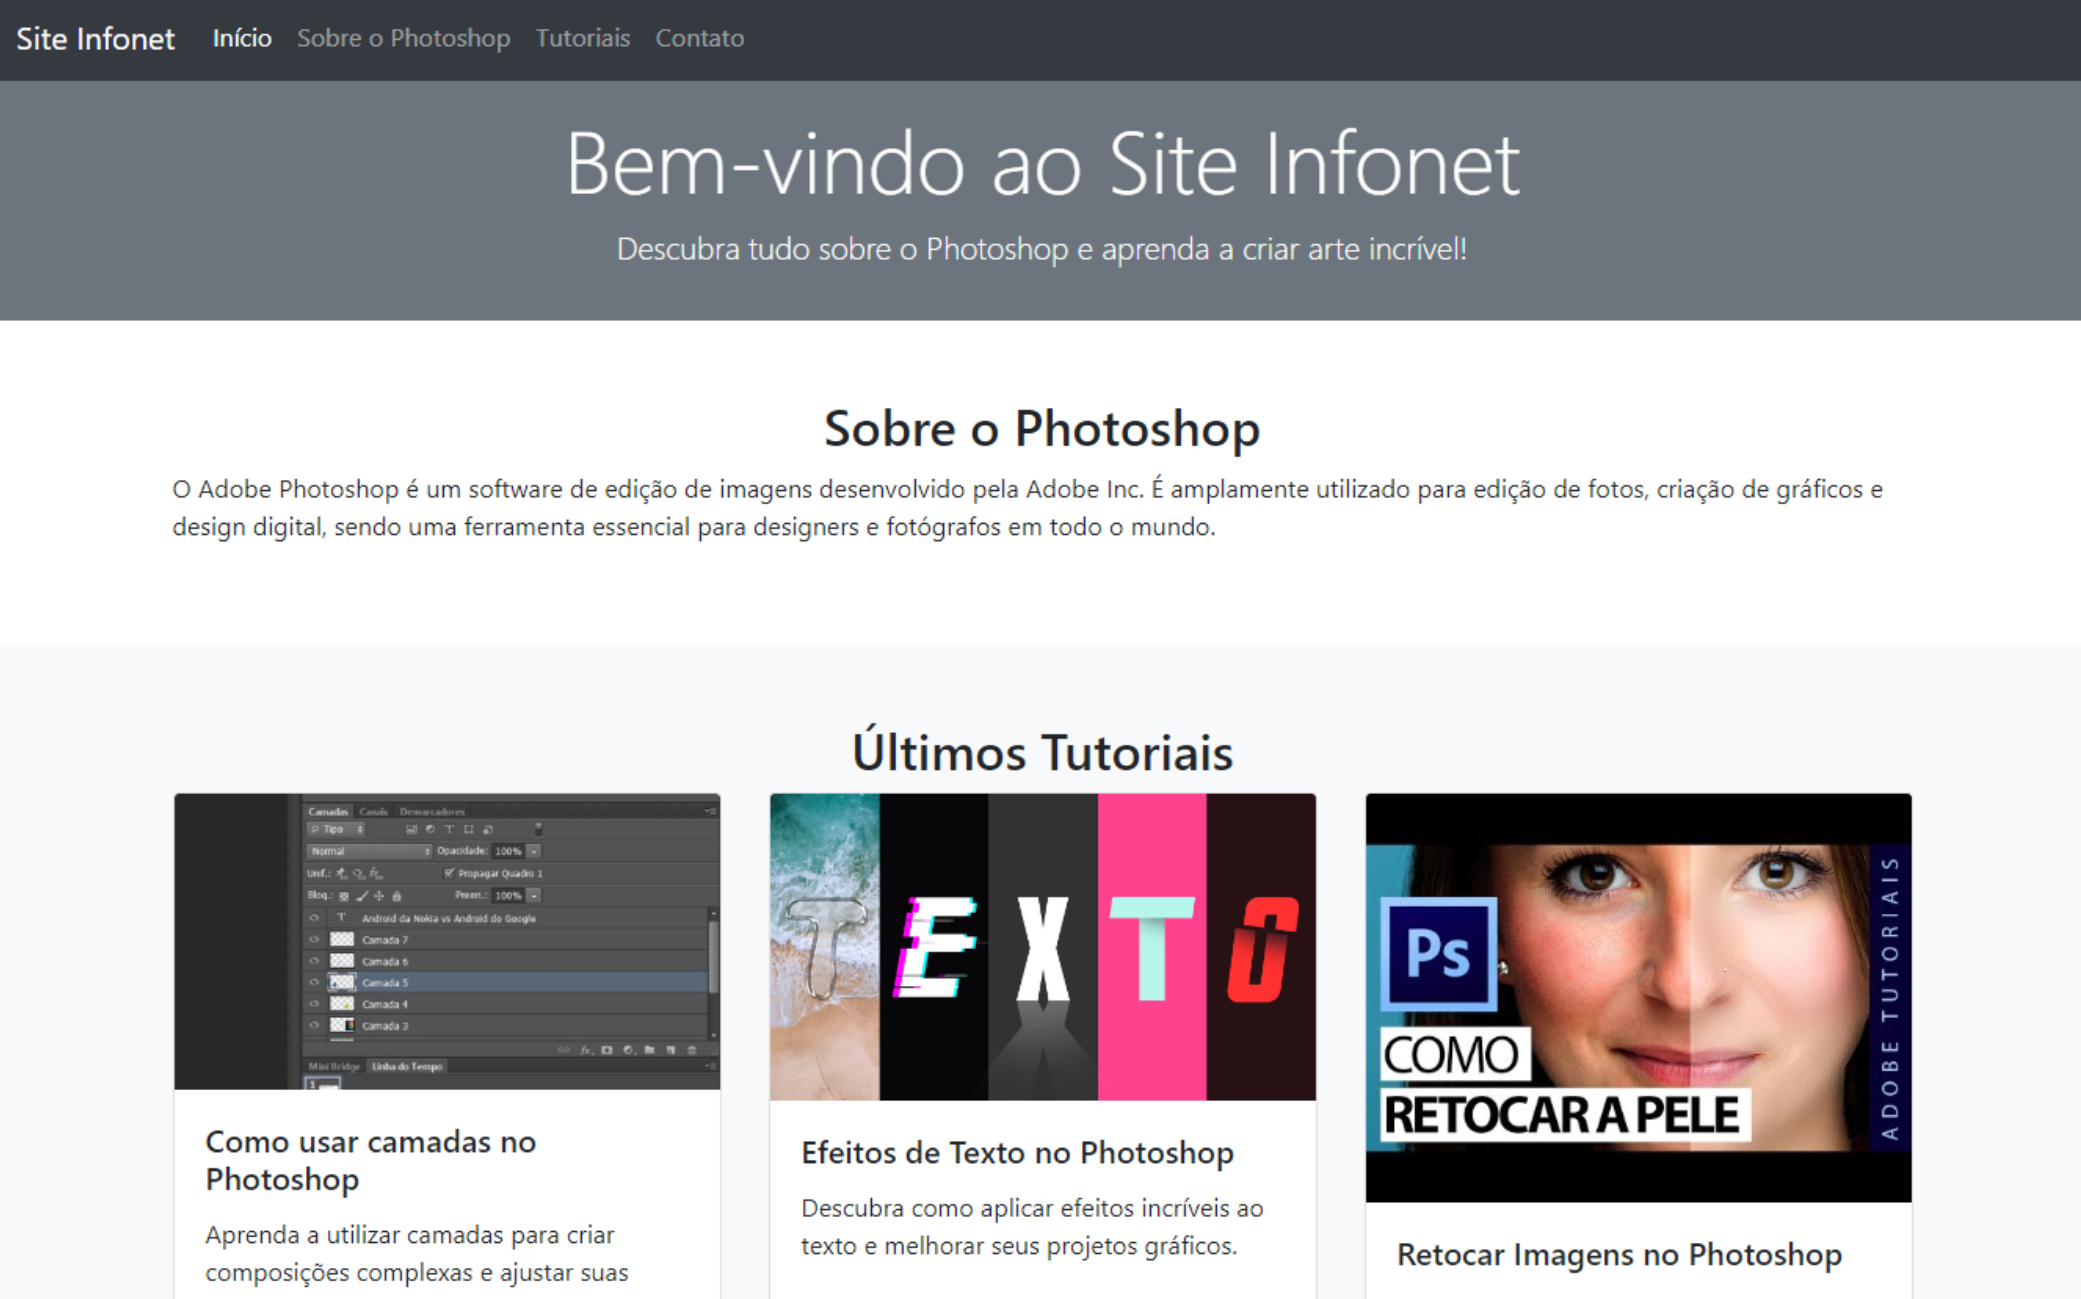 Site Infonet Início Sobre o Photoshop Tutoriais Contato
Bem-vindo ao Site Infonet
Descubra tudo sobre o Photoshop e aprenda a criar arte incrível!
Sobre o Photoshop
O Adobe Photoshop é um software de edição de imagens desenvolvido pela Adobe Inc. É amplamente utilizado para edição de fotos, criação de gráficos e
design digital, sendo uma ferramenta essencial para designers e fotógrafos em todo o mundo.
Últimos Tutoriais
Camadas Canais Demarcadores
Tipo
Normal Opacidade: 100%
Unif.: Propagar Quadro 1
Bloq.: Preen.: 100%
T Android da Nokia vs Android do Google
Camada 7
Camada 6
Camada 5
Camada 4
Camada 3
fx
Mini Bridge Linha do Tempo
1
Como usar camadas no
Photoshop
Aprenda a utilizar camadas para criar
composições complexas e ajustar suas
TEXTO
Efeitos de Texto no Photoshop
Descubra como aplicar efeitos incríveis ao
texto e melhorar seus projetos gráficos.
Ps
COMO
RETOCAR A PELE
ADOBE TUTORIAIS
Retocar Imagens no Photoshop